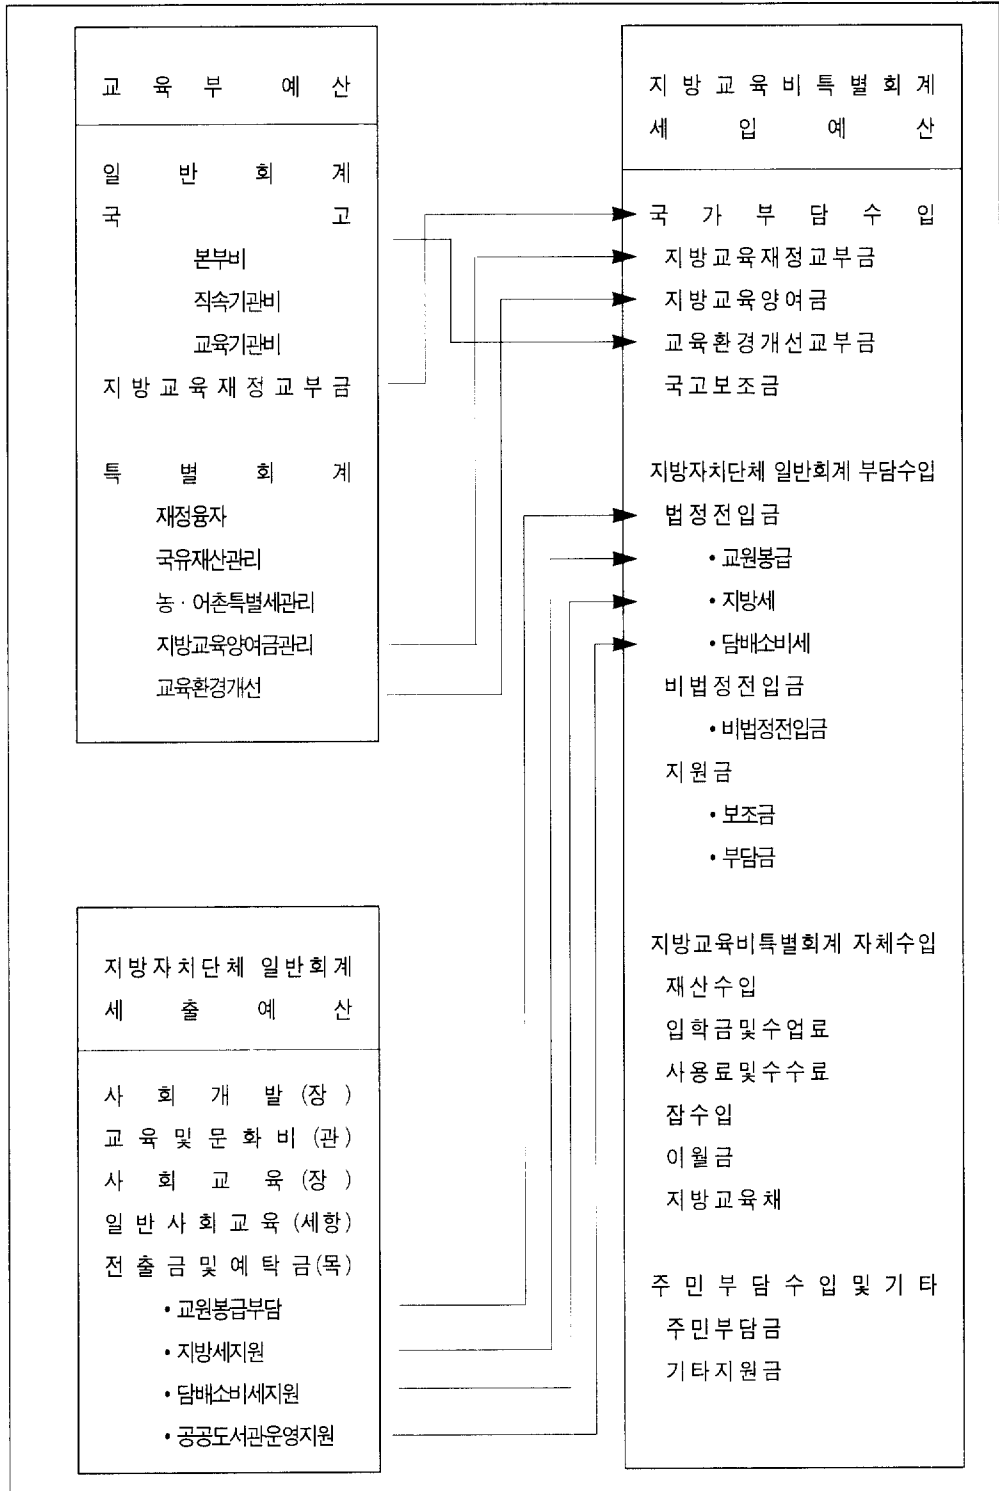 교육부 예산
일반회계
국고
본부비
직속기관비
교육기관비
지방교육재정교부금
특별회계
재정융자
국유재산관리
농·어촌특별세관리
지방교육양여금관리
교육환경개선
지방자치단체 일반회계
세출예산
사회개발(장)
교육및문화비(관)
사회교육(장)
일반사회교육(세항)
전출금및예탁금(목)
•교원봉급부담
•지방세지원
•담배소비세지원
•공공도서관운영지원
지방교육비특별회계
세입예산
국가부담수입
지방교육재정교부금
지방교육양여금
교육환경개선교부금
국고보조금
지방자치단체 일반회계 부담수입
법정전입금
•교원봉급
•지방세
•담배소비세
비법정전입금
•비법정전입금
지원금
•보조금
•부담금
지방교육비특별회계 자체수입
재산수입
입학금및수업료
사용료및수수료
잡수입
이월금
지방교육채
주민부담수입및기타
주민부담금
기타지원금